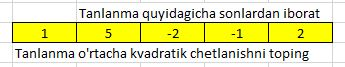 Tanlanma quyidagicha sonlardan iborat
1 5 -2 -1 2
Tanlanma o'rtacha kvadratik chetlanishni toping